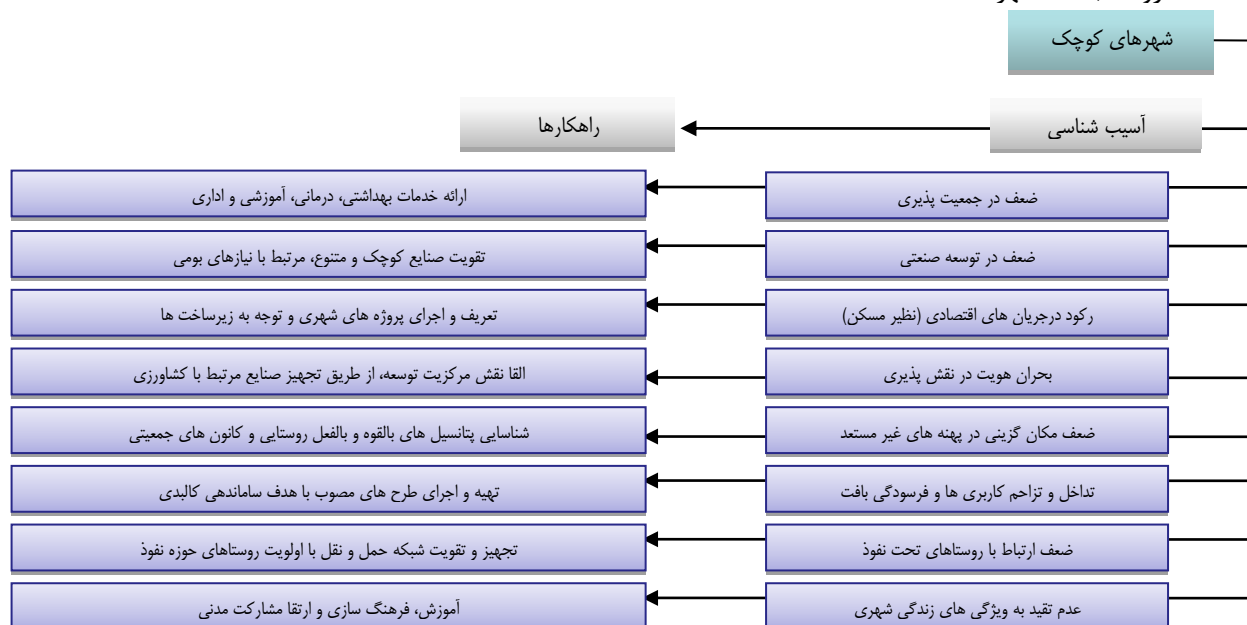 شهرهای کوچک
آسیب شناسی
راهکارها
ضعف در جمعیت پذیری
ارائه خدمات بهداشتی، درمانی، آموزشی و اداری
ضعف در توسعه صنعتی
تقویت صنایع کوچک و متنوع، مرتبط با نیازهای بومی
رکود درجریان های اقتصادی (نظیر مسکن)
تعریف و اجرای پروژه های شهری و توجه به زیرساخت ها
بحران هویت در نقش پذیری
القا نقش مرکزیت توسعه، از طریق تجهیز صنایع مرتبط با کشاورزی
ضعف مکان گزینی در پهنه های غیر مستعد
شناسایی پتانسیل های بالقوه و بالفعل روستایی و کانون های جمعیتی
تداخل و تزاحم کاربری ها و فرسودگی بافت
تهیه و اجرای طرح های مصوب با هدف ساماندهی کالبدی
ضعف ارتباط با روستاهای تحت نفوذ
تجهیز و تقویت شبکه حمل و نقل با اولویت روستاهای حوزه نفوذ
عدم تقید به ویژگی های زندگی شهری
آموزش، فرهنگ سازی و ارتقا مشارکت مدنی